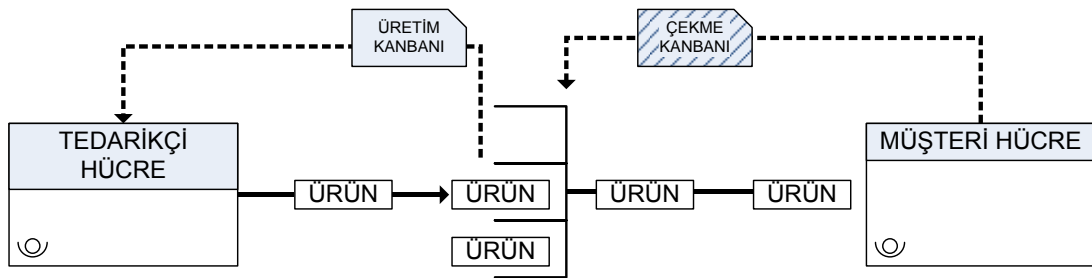 ÜRETİM
KANBANI
ÇEKME
KANBANI
TEDARİKÇİ
HÜCRE
MÜŞTERİ HÜCRE
ÜRÜN
ÜRÜN
ÜRÜN
ÜRÜN
ÜRÜN